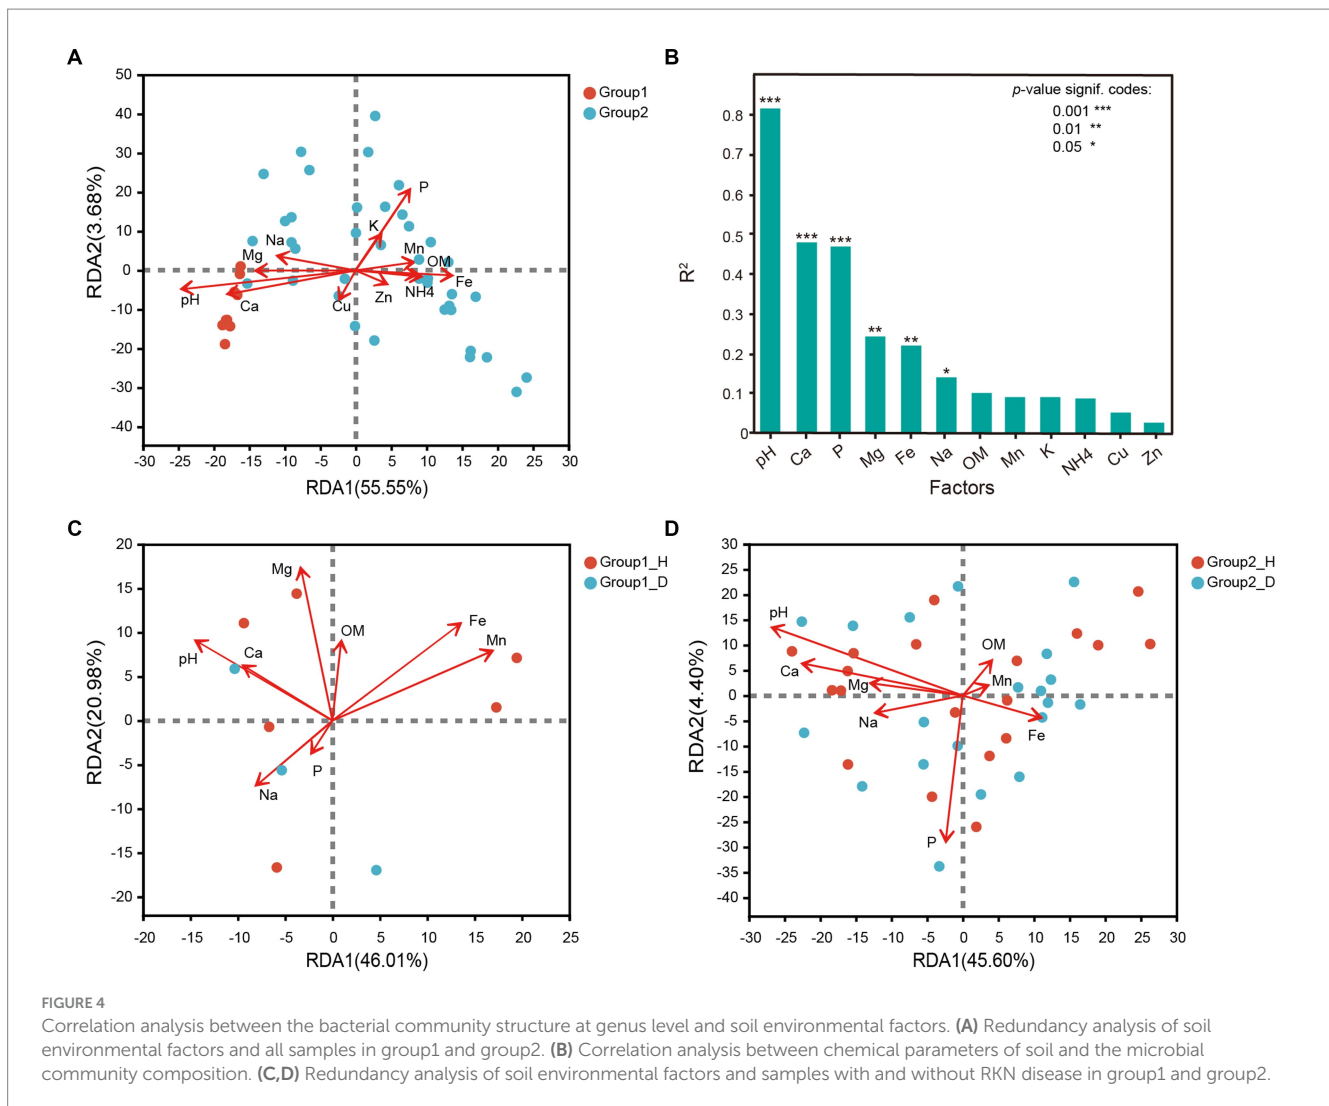 A
50
40
30
20
10
0
-10
-20
-30
-40
-30 -25 -20 -15 -10 -5 0 5 10 15 20 25 30
RDA2(3.68%)
RDA1(55.55%)
Group1
Group2
P
K
Na
Mg
Mn
OM
Fe
NH4
Zn
Cu
Ca
pH
B
p-value signif. codes:
0.001 ***
0.01 **
0.05 *
0.8
0.7
0.6
0.5
0.4
0.3
0.2
0.1
0
R²
*** *** *** ** ** *
pH Ca P Mg Fe Na OM Mn K NH4 Cu Zn
Factors
C
20
15
10
5
0
-5
-10
-15
-20
-20 -15 -10 -5 0 5 10 15 20 25
RDA2(20.98%)
RDA1(46.01%)
Group1_H
Group1_D
Mg
Fe
OM
Mn
Ca
pH
P
Na
D
30
25
20
15
10
5
0
-5
-10
-15
-20
-25
-30
-35
-40
-30 -25 -20 -15 -10 -5 0 5 10 15 20 25 30
RDA2(4.40%)
RDA1(45.60%)
Group2_H
Group2_D
pH
OM
Ca
Mg
Mn
Na
Fe
P
FIGURE 4
Correlation analysis between the bacterial community structure at genus level and soil environmental factors. (A) Redundancy analysis of soil
environmental factors and all samples in group1 and group2. (B) Correlation analysis between chemical parameters of soil and the microbial
community composition. (C,D) Redundancy analysis of soil environmental factors and samples with and without RKN disease in group1 and group2.